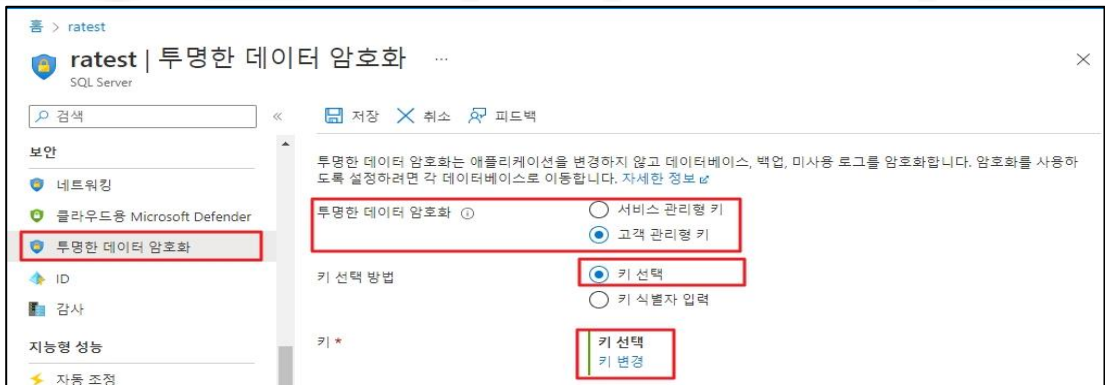 홈 > ratest
ratest | 투명한 데이터 암호화 ...
SQL Server
검색 «
저장 취소 피드백
보안
네트워킹
클라우드용 Microsoft Defender
투명한 데이터 암호화
ID
감사
지능형 성능
자동 조정
투명한 데이터 암호화는 애플리케이션을 변경하지 않고 데이터베이스, 백업, 미사용 로그를 암호화합니다. 암호화를 사용하
도록 설정하려면 각 데이터베이스로 이동합니다. 자세한 정보
투명한 데이터 암호화
서비스 관리형 키
고객 관리형 키
키 선택 방법
키 선택
키 식별자 입력
키 *
키 선택
키 변경